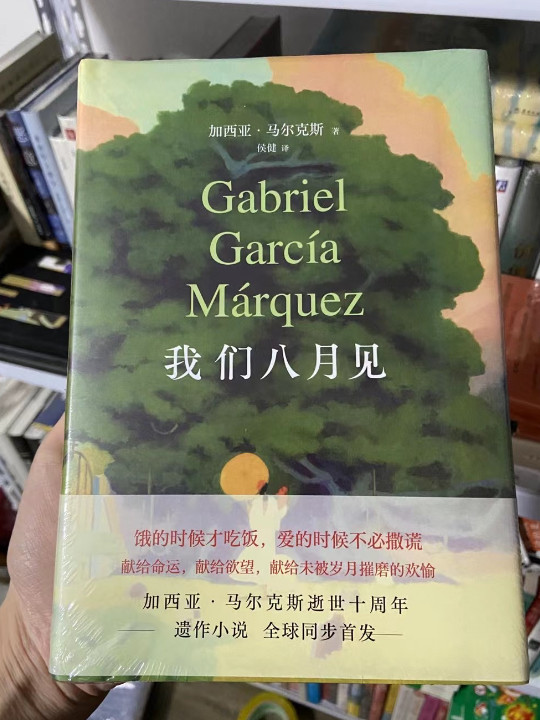 加西亚·马尔克斯 著
侯健 译
Gabriel
García
Márquez
我们八月见
饿的时候才吃饭，爱的时候不必撒谎
献给命运，献给欲望，献给未被岁月摧磨的欢愉
加西亚·马尔克斯逝世十周年
遗作小说 全球同步首发